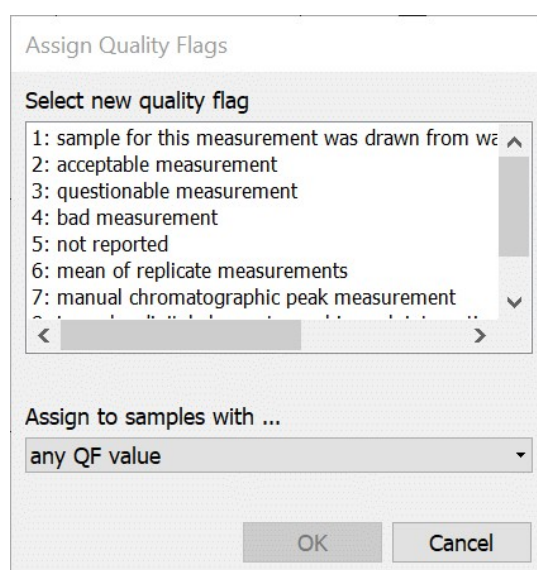 Assign Quality Flags
Select new quality flag
1: sample for this measurement was drawn from wa
2: acceptable measurement
3: questionable measurement
4: bad measurement
5: not reported
6: mean of replicate measurements
7: manual chromatographic peak measurement
Assign to samples with ...
any QF value
OK
Cancel